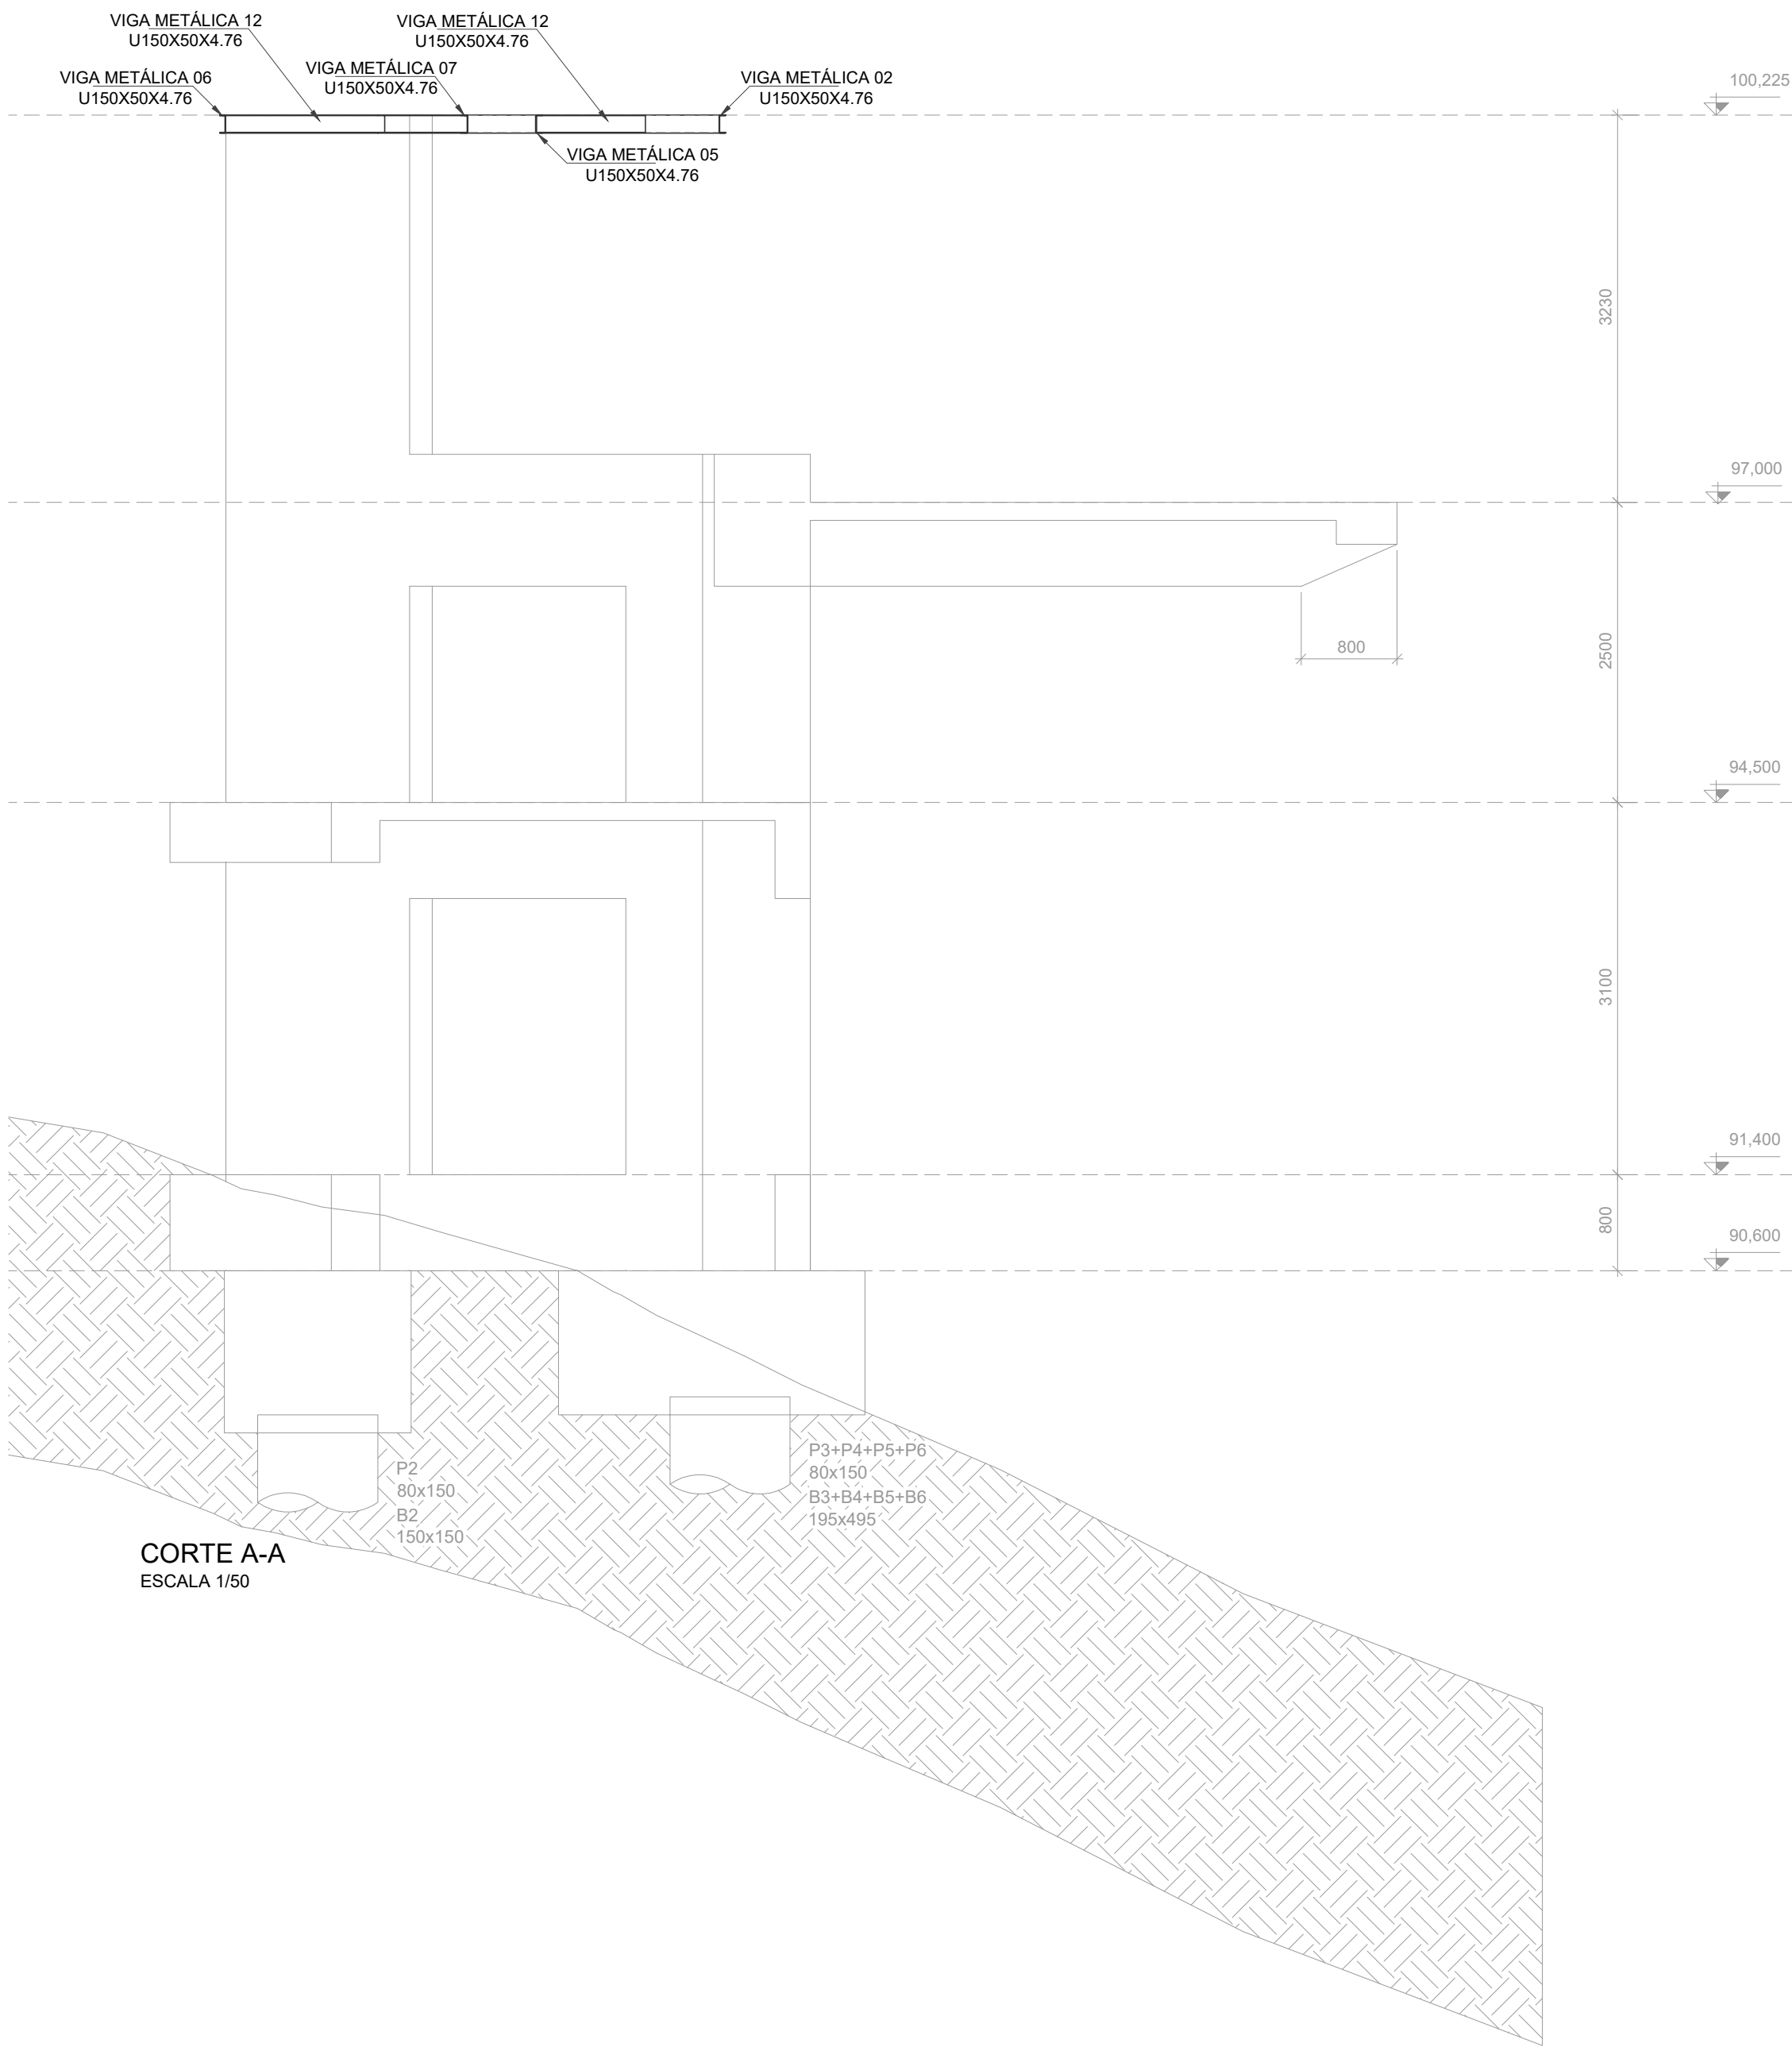 VIGA METÁLICA 12
U150X50X4.76
VIGA METÁLICA 12
U150X50X4.76
VIGA METÁLICA 06
U150X50X4.76
VIGA METÁLICA 07
U150X50X4.76
VIGA METÁLICA 02
U150X50X4.76
VIGA METÁLICA 05
U150X50X4.76
100,225
3230
97,000
2500
800
94,500
3100
91,400
800
90,600
P2
80x150
B2
150x150
P3+P4+P5+P6
80x150
B3+B4+B5+B6
195x495
CORTE A-A
ESCALA 1/50